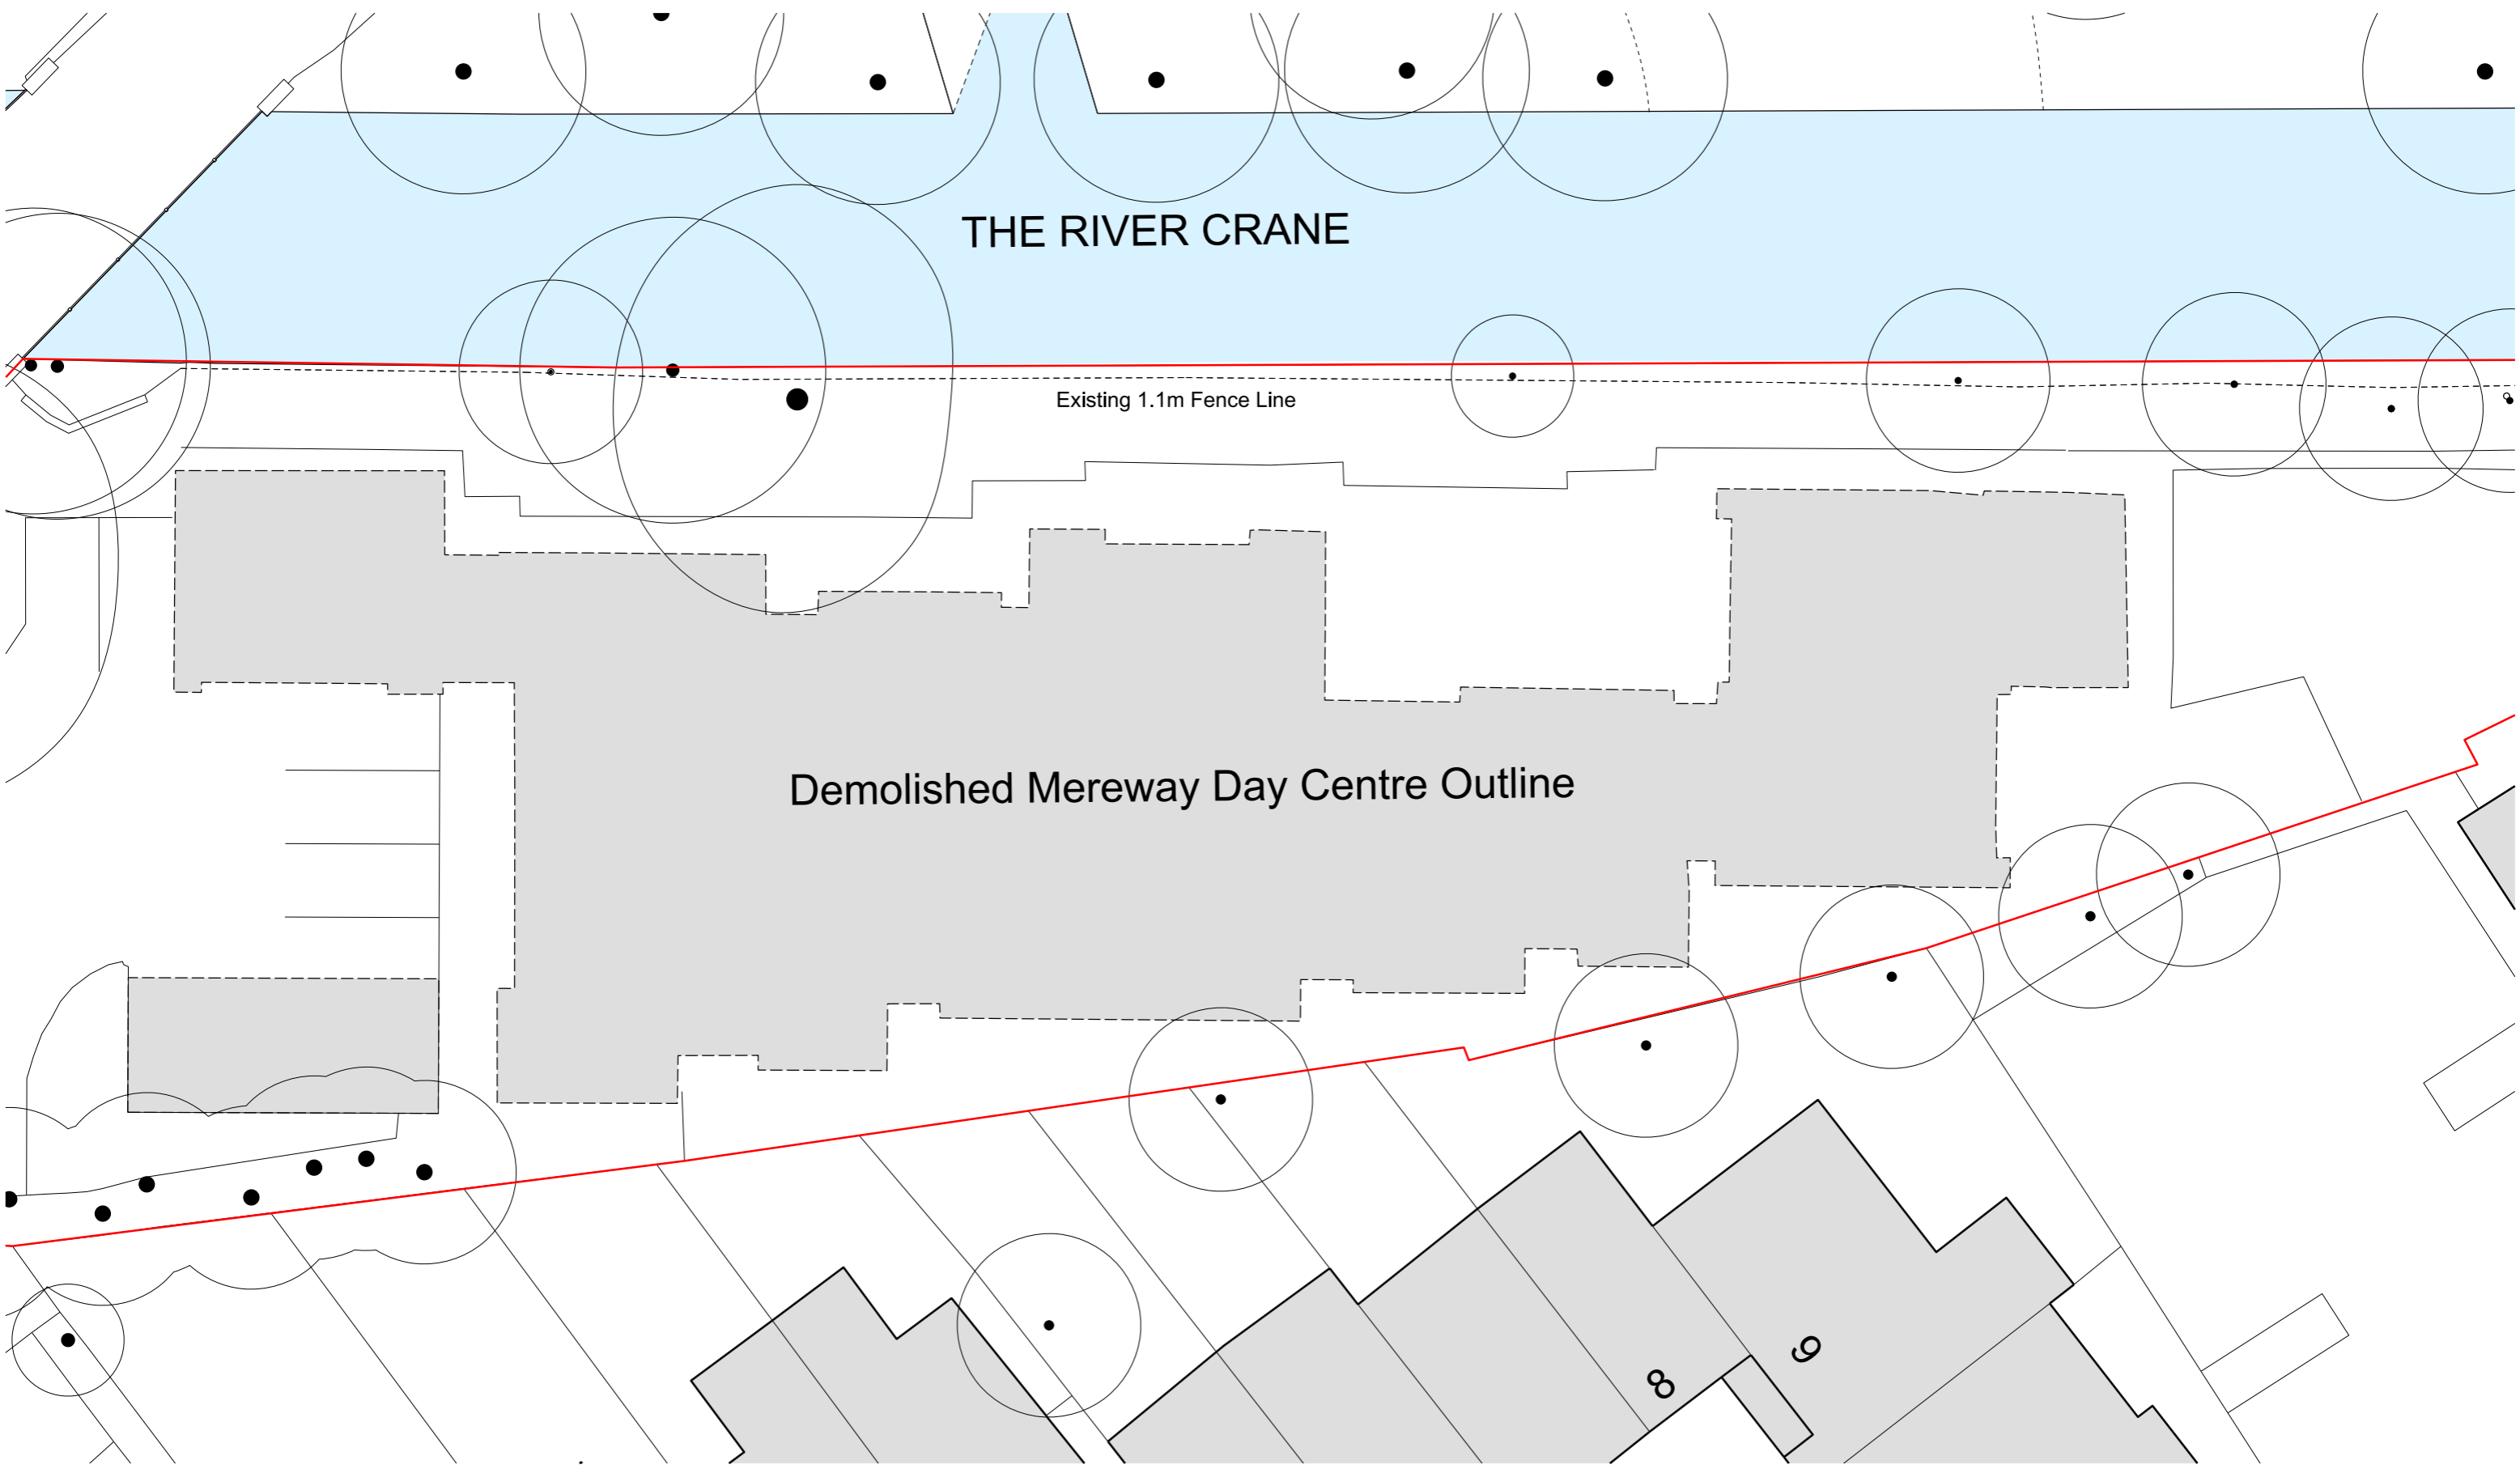 THE RIVER CRANE
Existing 1.1m Fence Line
Demolished Mereway Day Centre Outline
8
9